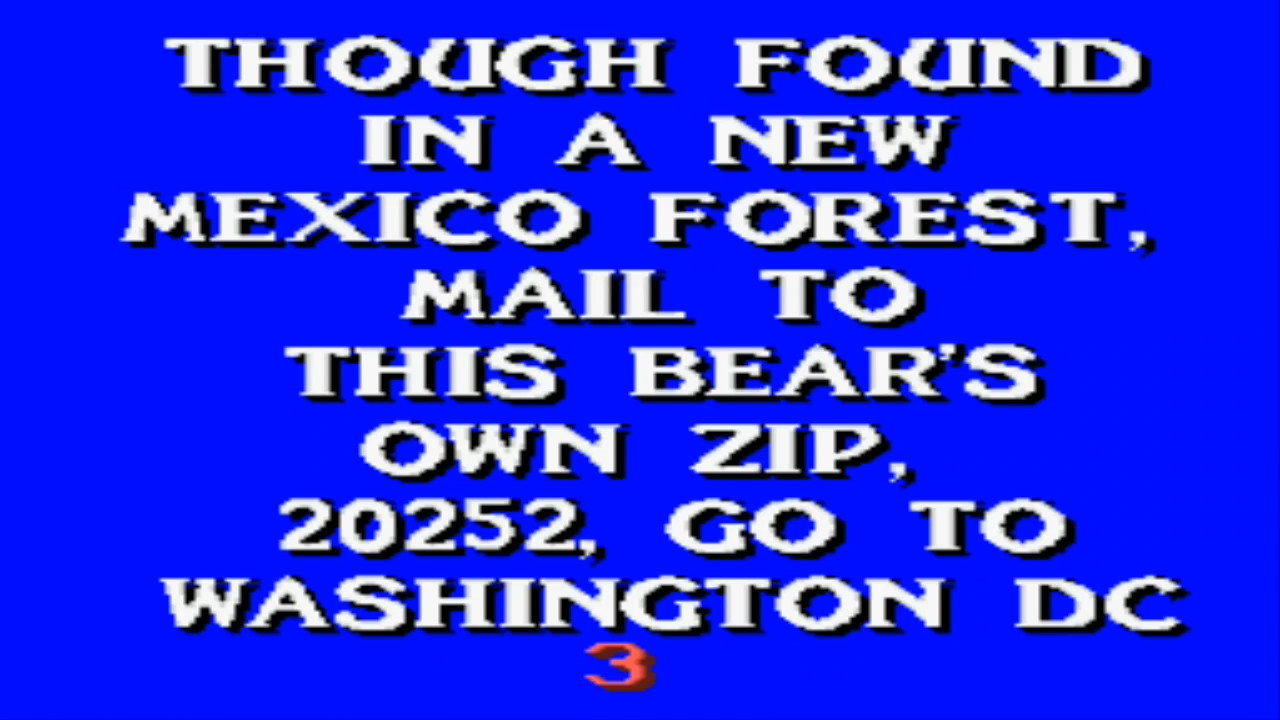 THOUGH FOUND
IN A NEW
MEXICO FOREST,
MAIL TO
THIS BEAR'S
OWN ZIP,
20252, GO TO
WASHINGTON DC
3